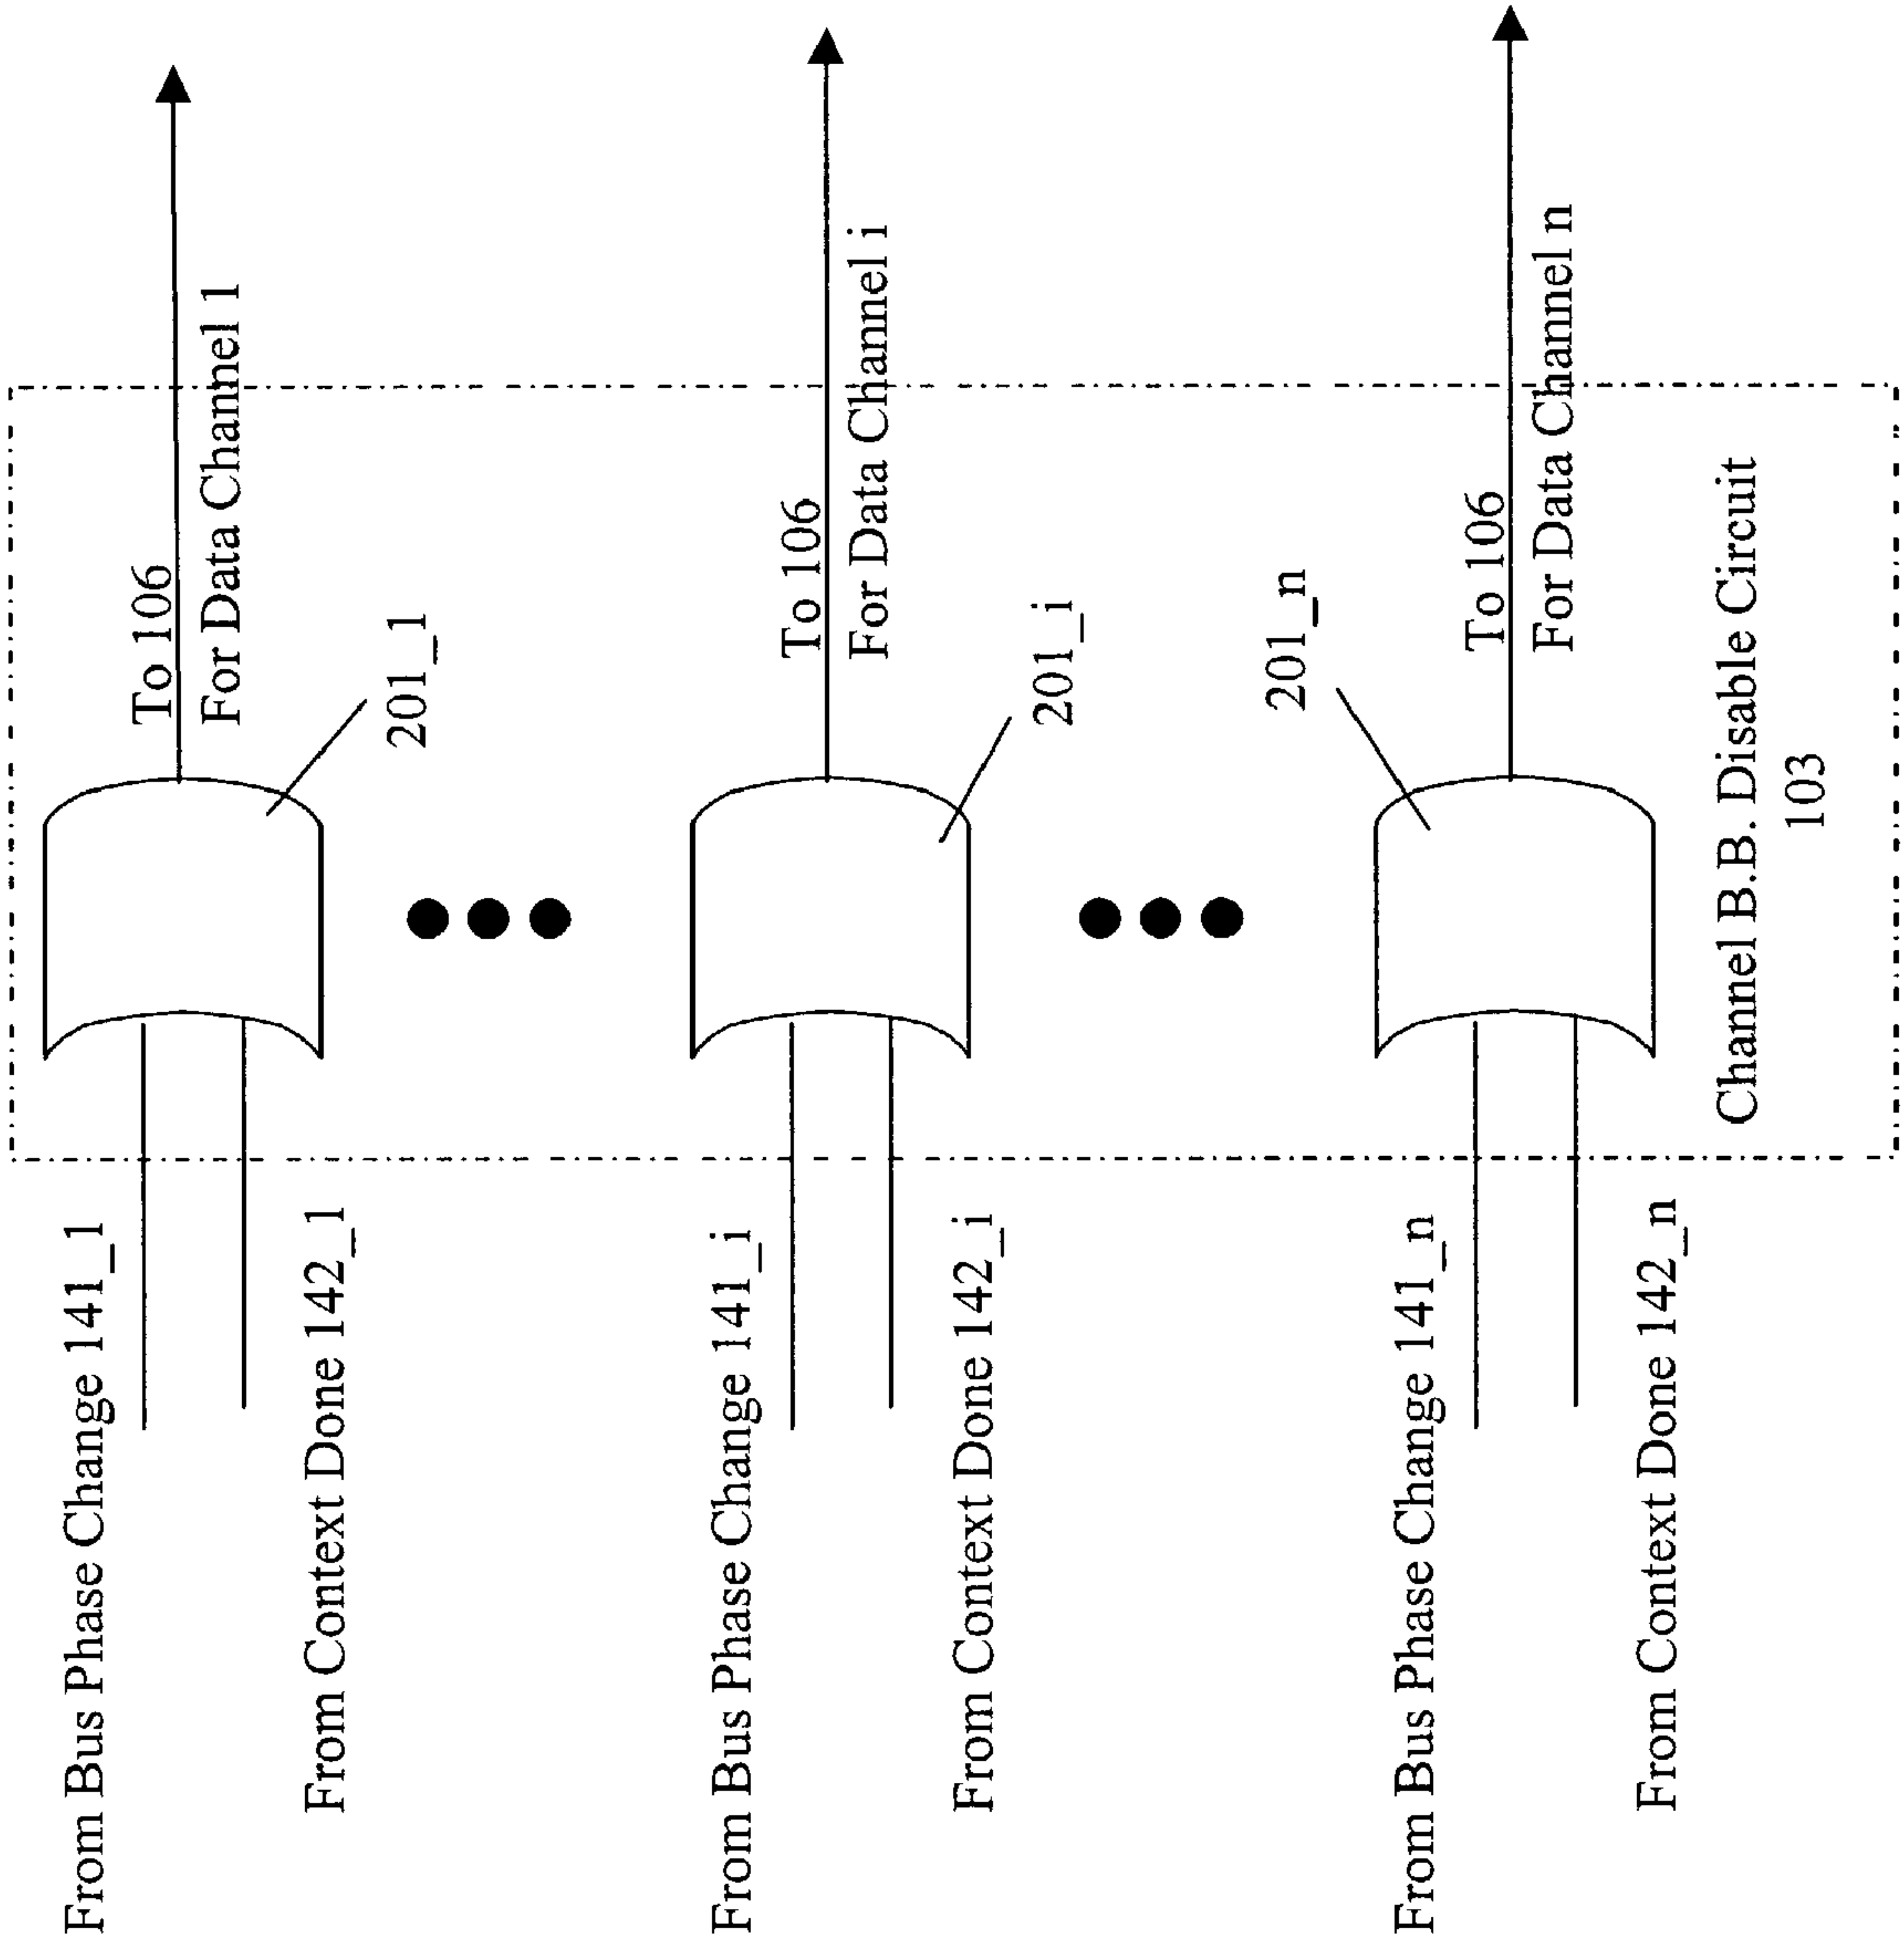 From Bus Phase Change 141_1
From Context Done 142_1
To 106
For Data Channel 1
201_1
From Bus Phase Change 141_i
From Context Done 142_i
To 106
For Data Channel i
201_i
From Bus Phase Change 141_n
From Context Done 142_n
201_n
To 106
For Data Channel n
Channel B.B. Disable Circuit
103